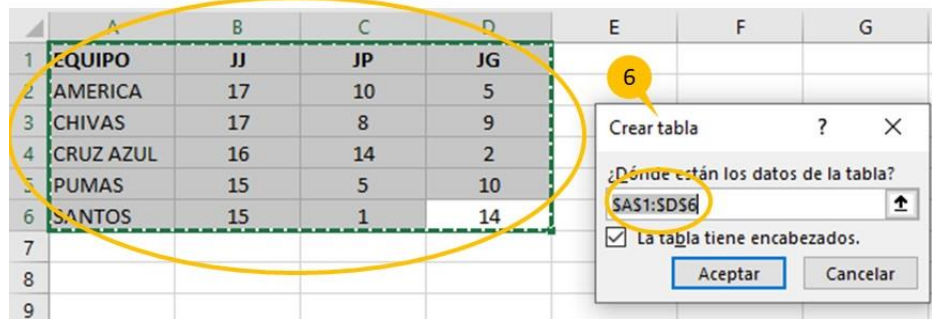 A B C D E F G
1 EQUIPO JJ JP JG
2 AMERICA 17 10 5
3 CHIVAS 17 8 9
4 CRUZ AZUL 16 14 2
5 PUMAS 15 5 10
6 SANTOS 15 1 14
7
8
9
6
Crear tabla ? ×
¿Dónde están los datos de la tabla?
$A$1:$D$6
La tabla tiene encabezados.
Aceptar Cancelar